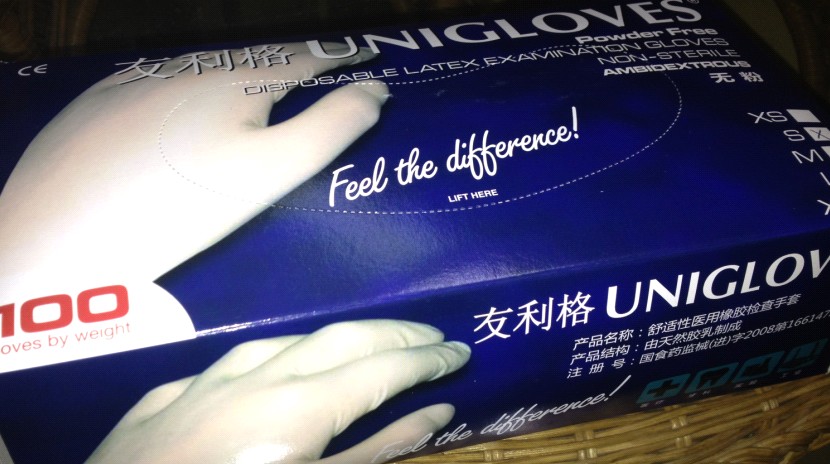 CE
友利格 UNIGLOVES®
Powder Free
DISPOSABLE LATEX EXAMINATION GLOVES
NON-STERILE
AMBIDEXTROUS
无粉
XS
S
M
Feel the difference!
LIFT HERE
100
loves by weight
友利格 UNIGLOV
产品名称：舒适性医用橡胶检查手套
产品结构：由天然胶乳制成
注 册 号：国食药监械(进)字2008第166147
Feel the difference!